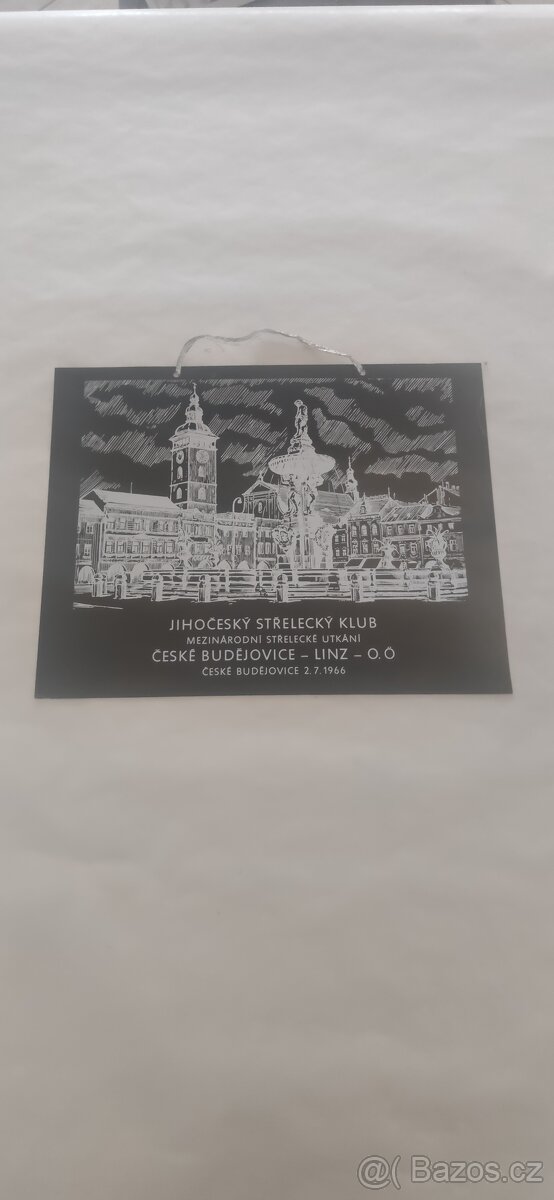 JIHOČESKÝ STŘELECKÝ KLUB
MEZINÁRODNÍ STŘELECKÉ UTKÁNÍ
ČESKÉ BUDĚJOVICE – LINZ – O.Ö
ČESKÉ BUDĚJOVICE 2.7.1966
@( Bazos.cz